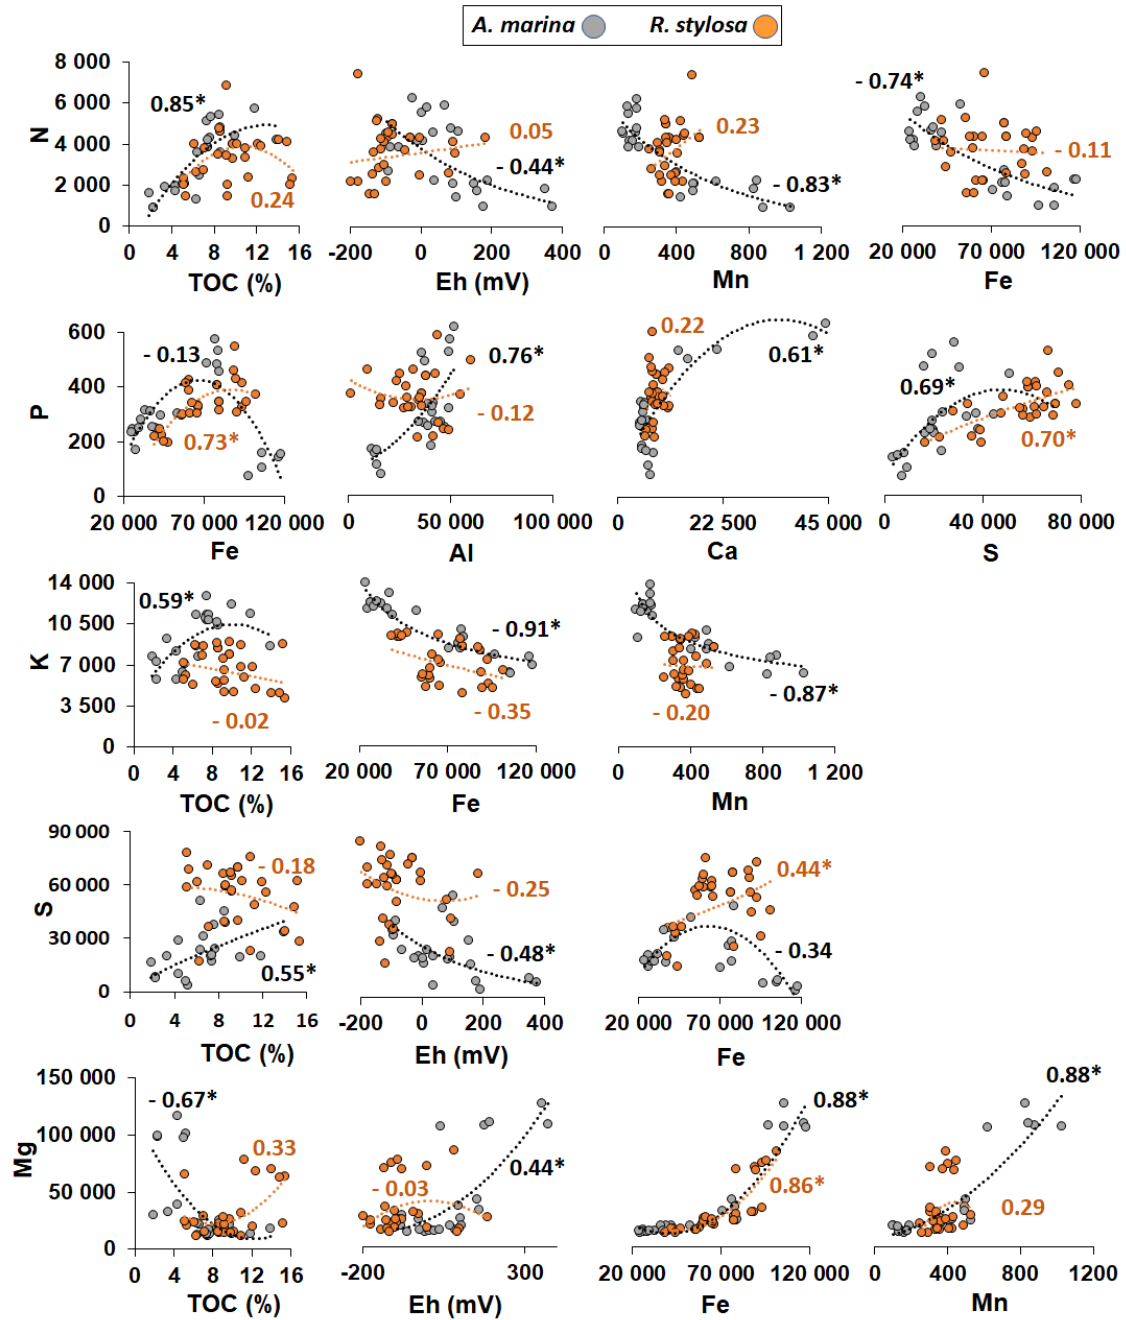 A. marina R. stylosa
8 000
6 000
4 000
2 000
0
N
0.85*
0.24
0 4 8 12 16
TOC (%)
0.05
- 0.44*
-200 0 200 400
Eh (mV)
0.23
- 0.83*
0 400 800 1 200
Mn
- 0.74*
- 0.11
20 000 70 000 120 000
Fe
600
400
200
0
P
- 0.13
0.73*
20 000 70 000 120 000
Fe
0.76*
- 0.12
0 50 000 100 000
Al
0.22
0.61*
0 22 500 45 000
Ca
0.69*
0.70*
0 40 000 80 000
S
14 000
10 500
7 000
3 500
0
K
0.59*
- 0.02
0 4 8 12 16
TOC (%)
- 0.91*
- 0.35
20 000 70 000 120 000
Fe
- 0.87*
- 0.20
0 400 800 1 200
Mn
90 000
60 000
30 000
0
S
- 0.18
0.55*
0 4 8 12 16
TOC (%)
- 0.25
- 0.48*
-200 0 200 400
Eh (mV)
0.44*
- 0.34
20 000 70 000 120 000
Fe
150 000
100 000
50 000
0
Mg
- 0.67*
0.33
0 4 8 12 16
TOC (%)
0.44*
- 0.03
-200 300
Eh (mV)
0.88*
0.86*
20 000 70 000 120 000
Fe
0.88*
0.29
0 400 800 1200
Mn